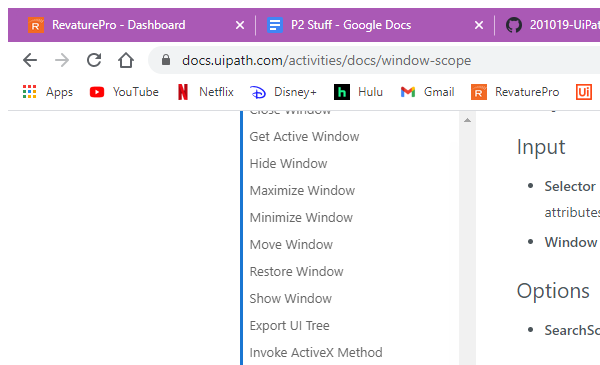 RevaturePro - Dashboard
P2 Stuff - Google Docs
201019-UiPat
docs.uipath.com/activities/docs/window-scope
Apps
YouTube
Netflix
Disney+
Hulu
Gmail
RevaturePro
Close Window
Get Active Window
Hide Window
Maximize Window
Minimize Window
Move Window
Restore Window
Show Window
Export UI Tree
Invoke ActiveX Method
Input
Selector
attributes
Window
Options
SearchSc